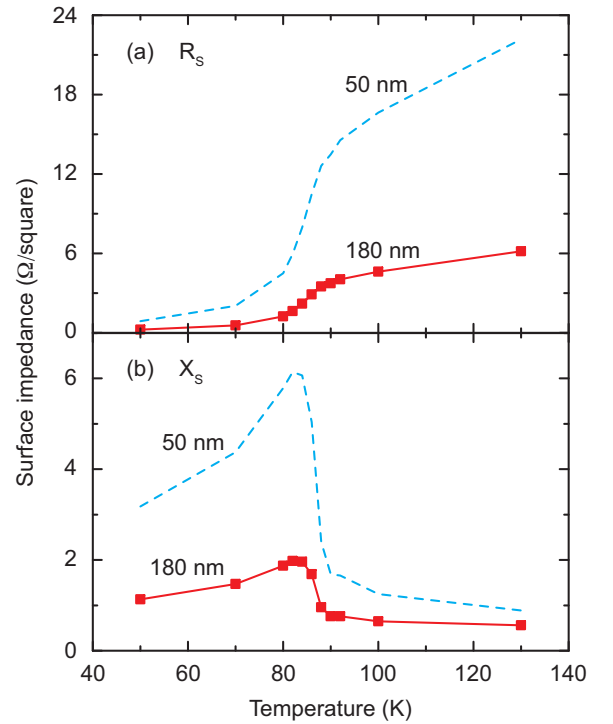 24
(a) R_s
50 nm
18
12
180 nm
6
0
Surface impedance (Ω/square)
(b) X_s
6
50 nm
4
180 nm
2
0
40 60 80 100 120 140
Temperature (K)